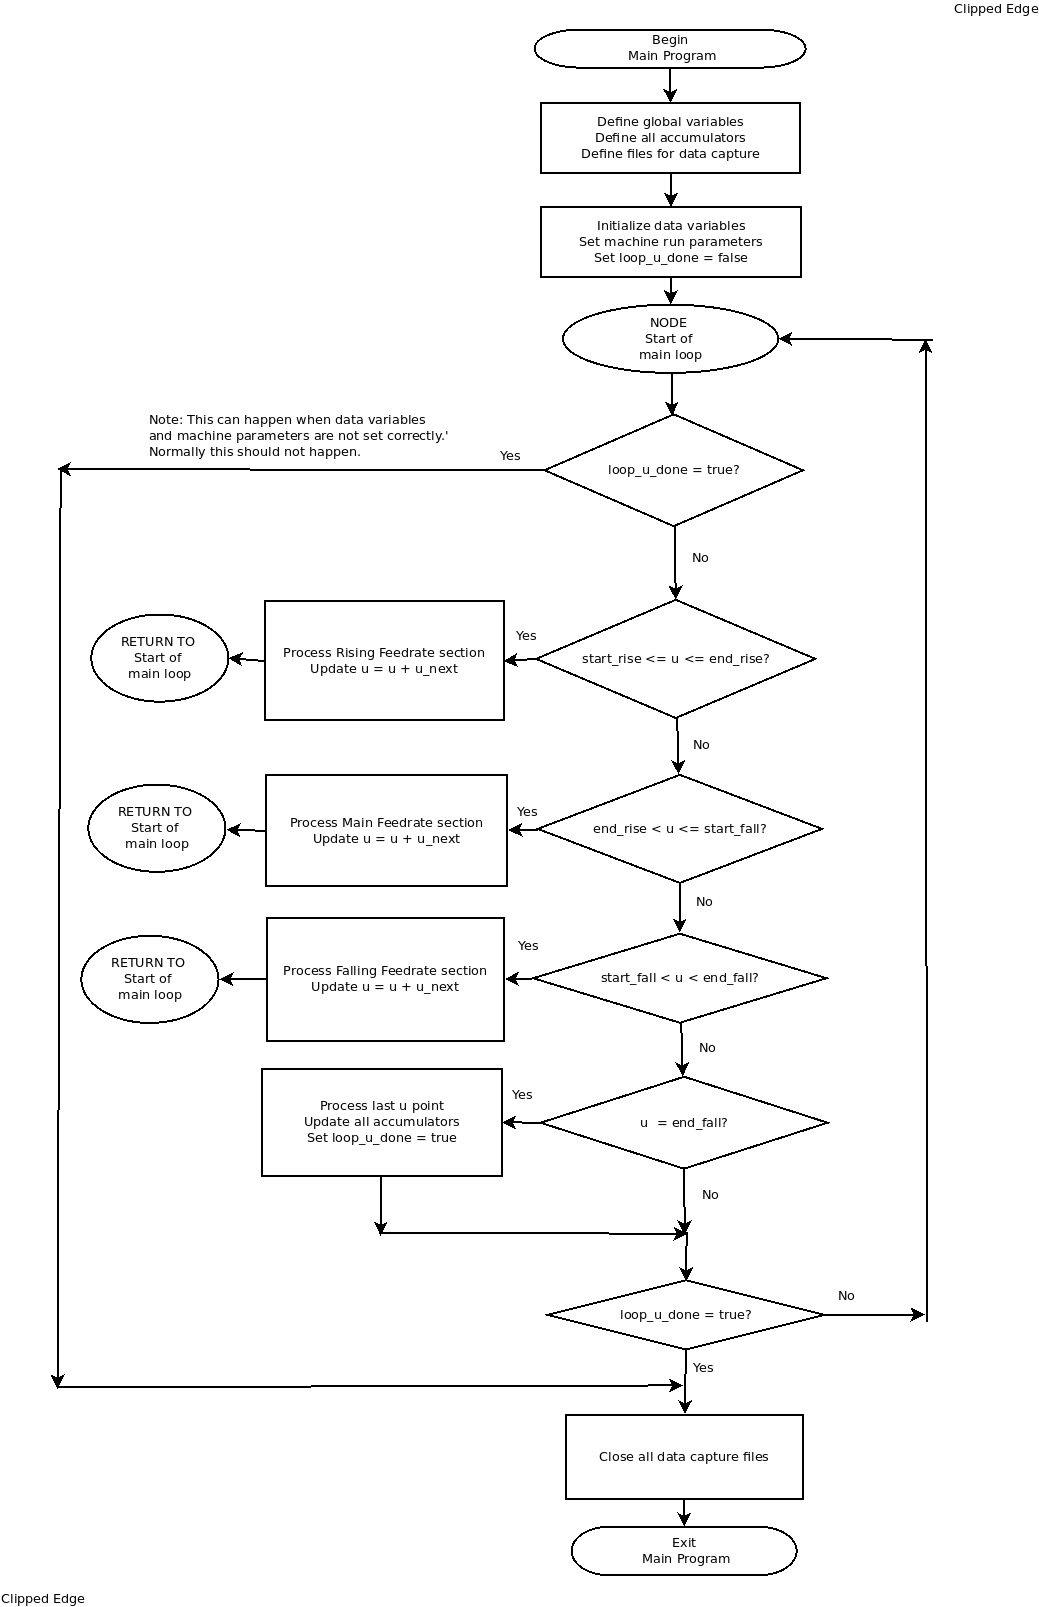 Clipped Edge
Begin
Main Program
Define global variables
Define all accumulators
Define files for data capture
Initialize data variables
Set machine run parameters
Set loop_u_done = false
NODE
Start of
main loop
Note: This can happen when data variables
and machine parameters are not set correctly.'
Normally this should not happen.
Yes
loop_u_done = true?
No
RETURN TO
Start of
main loop
Process Rising Feedrate section
Update u = u + u_next
Yes
start_rise <= u <= end_rise?
No
RETURN TO
Start of
main loop
Process Main Feedrate section
Update u = u + u_next
Yes
end_rise < u <= start_fall?
No
RETURN TO
Start of
main loop
Process Falling Feedrate section
Update u = u + u_next
Yes
start_fall < u < end_fall?
No
Process last u point
Update all accumulators
Set loop_u_done = true
Yes
u  = end_fall?
No
loop_u_done = true?
No
Yes
Close all data capture files
Exit
Main Program
Clipped Edge